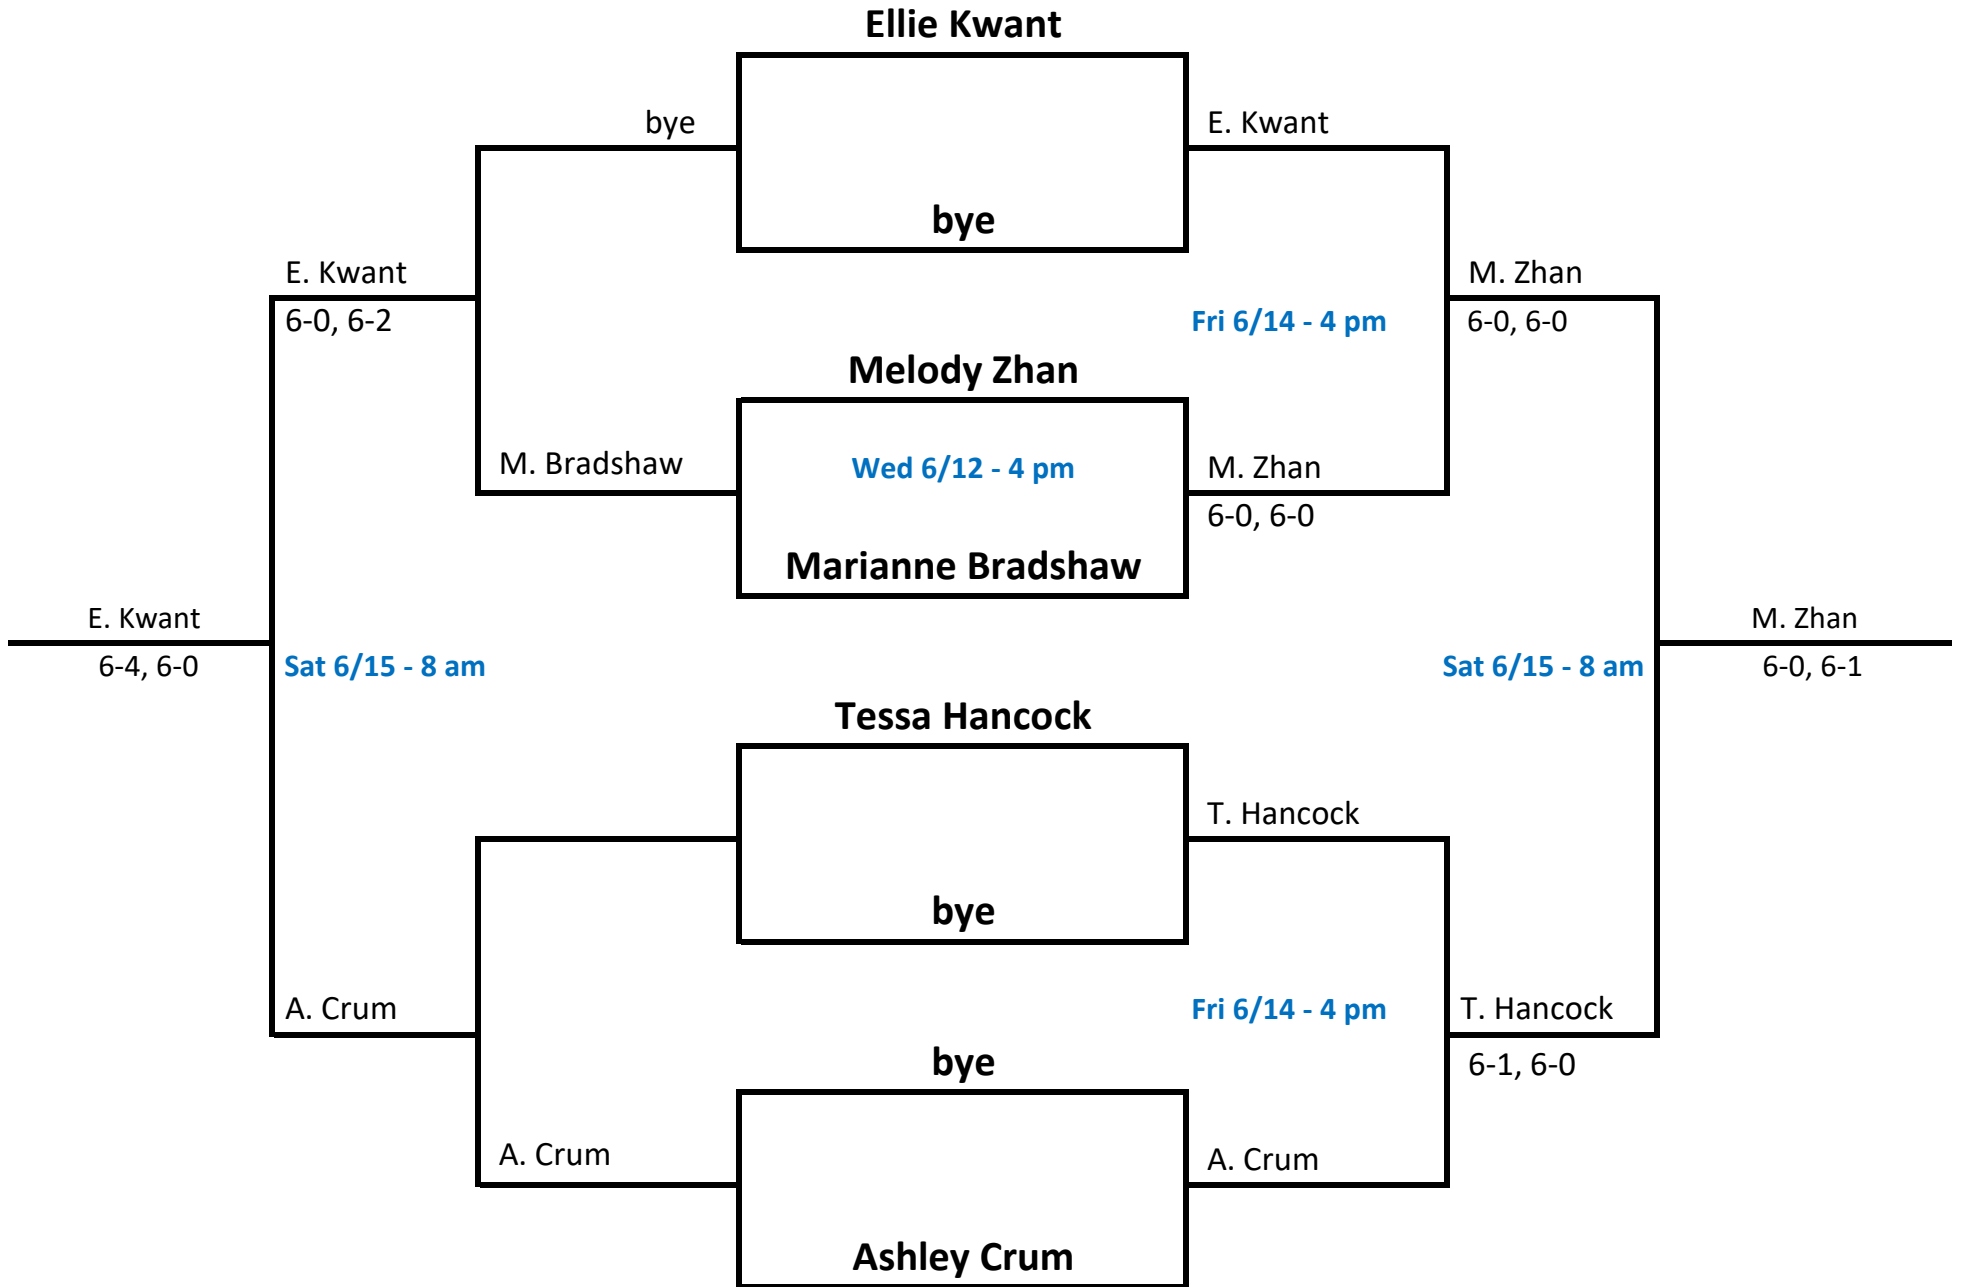 Ellie Kwant
bye
E. Kwant
bye
E. Kwant
M. Zhan
6-0, 6-2
Fri 6/14 - 4 pm
6-0, 6-0
Melody Zhan
M. Bradshaw
Wed 6/12 - 4 pm
M. Zhan
6-0, 6-0
Marianne Bradshaw
E. Kwant
M. Zhan
6-4, 6-0
Sat 6/15 - 8 am
Sat 6/15 - 8 am
6-0, 6-1
Tessa Hancock
T. Hancock
bye
A. Crum
Fri 6/14 - 4 pm
T. Hancock
bye
6-1, 6-0
A. Crum
A. Crum
Ashley Crum